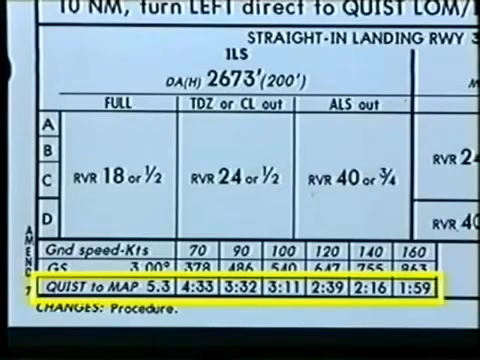 10 NM, turn LEFT direct to QUIST LOM/
STRAIGHT-IN LANDING RWY 3
ILS
DA(H) 2673'(200')
FULL TDZ or CL out ALS out
A
B
C
D
RVR 18 or 1/2 RVR 24 or 1/2 RVR 40 or 3/4
RVR 24
RVR 40
AMEND 7
Gnd speed-Kts 70 90 100 120 140 160
GS 3.00° 378 486 540 647 755 863
QUIST to MAP 5.3 4:33 3:32 3:11 2:39 2:16 1:59
CHANGES: Procedure.